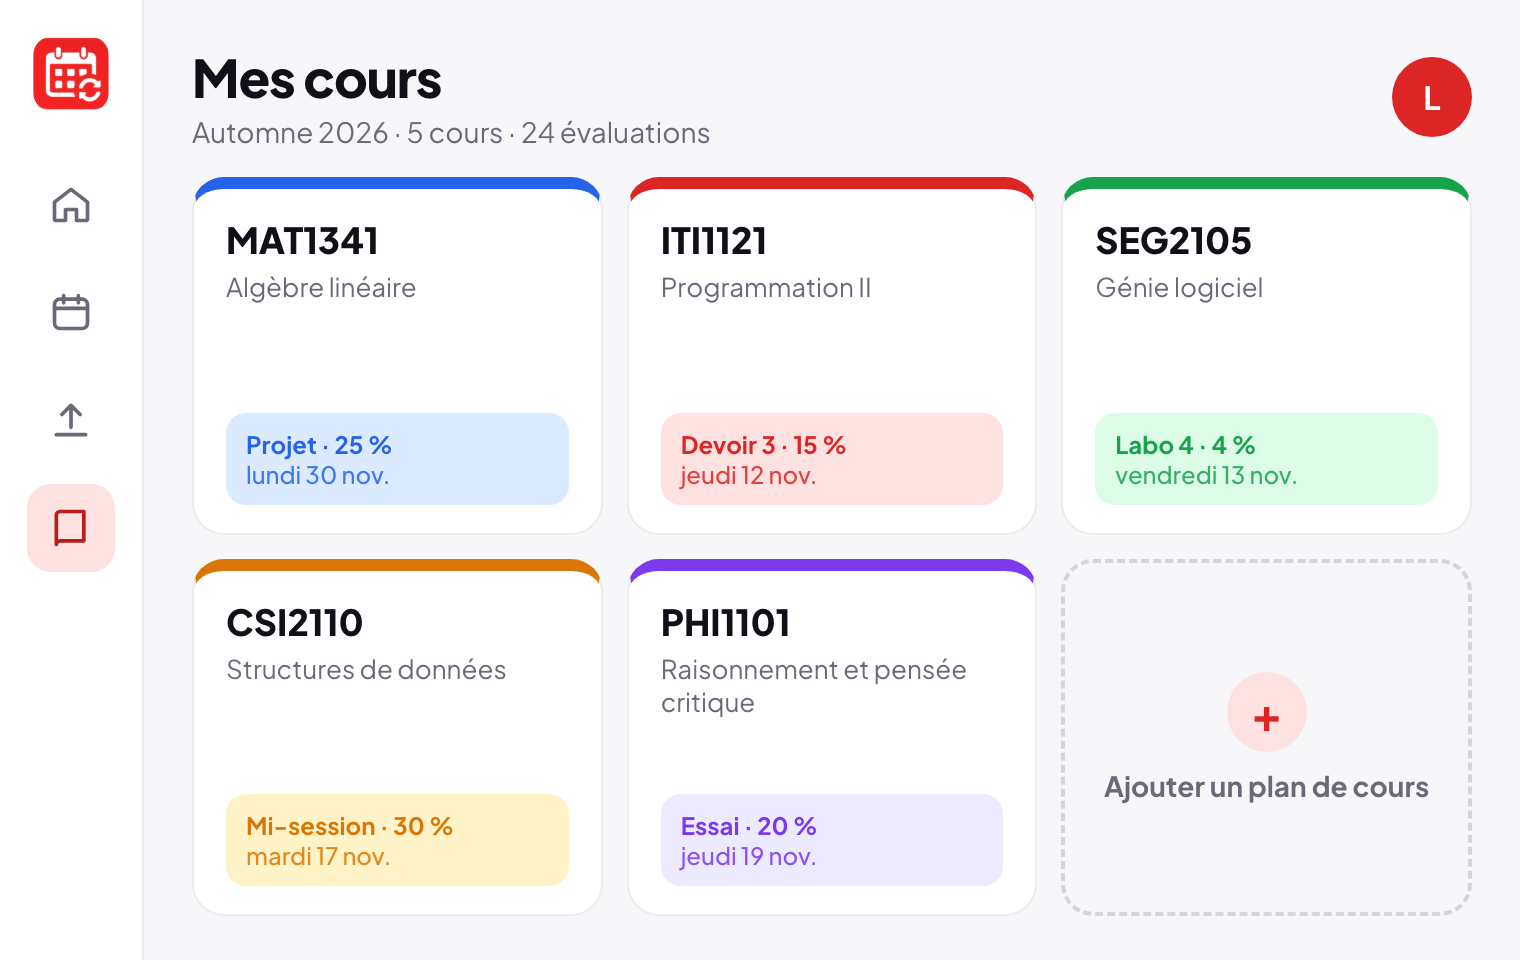 Mes cours
L
Automne 2026 · 5 cours · 24 évaluations
MAT1341
Algèbre linéaire
Projet · 25 %
lundi 30 nov.
ITI1121
Programmation II
Devoir 3 · 15 %
jeudi 12 nov.
SEG2105
Génie logiciel
Labo 4 · 4 %
vendredi 13 nov.
CSI2110
Structures de données
Mi-session · 30 %
mardi 17 nov.
PHI1101
Raisonnement et pensée
critique
Essai · 20 %
jeudi 19 nov.
+
Ajouter un plan de cours